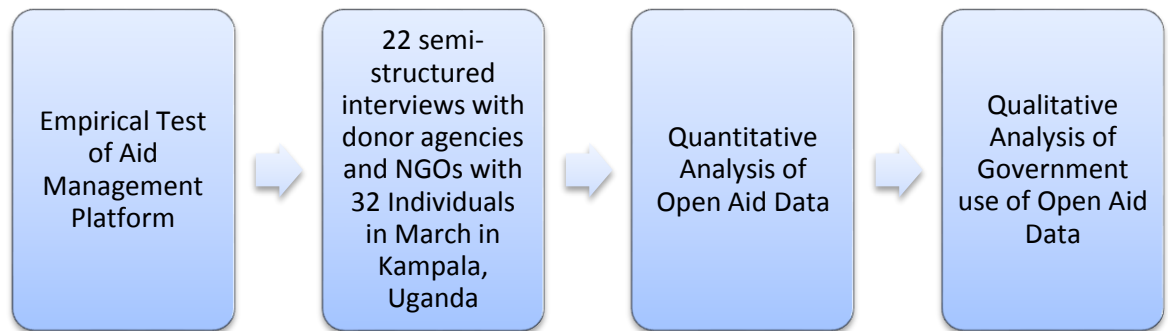 Empirical Test
of Aid
Management
Platform
22 semi-
structured
interviews with
donor agencies
and NGOs with
32 Individuals
in March in
Kampala,
Uganda
Quantitative
Analysis of
Open Aid Data
Qualitative
Analysis of
Government
use of Open Aid
Data